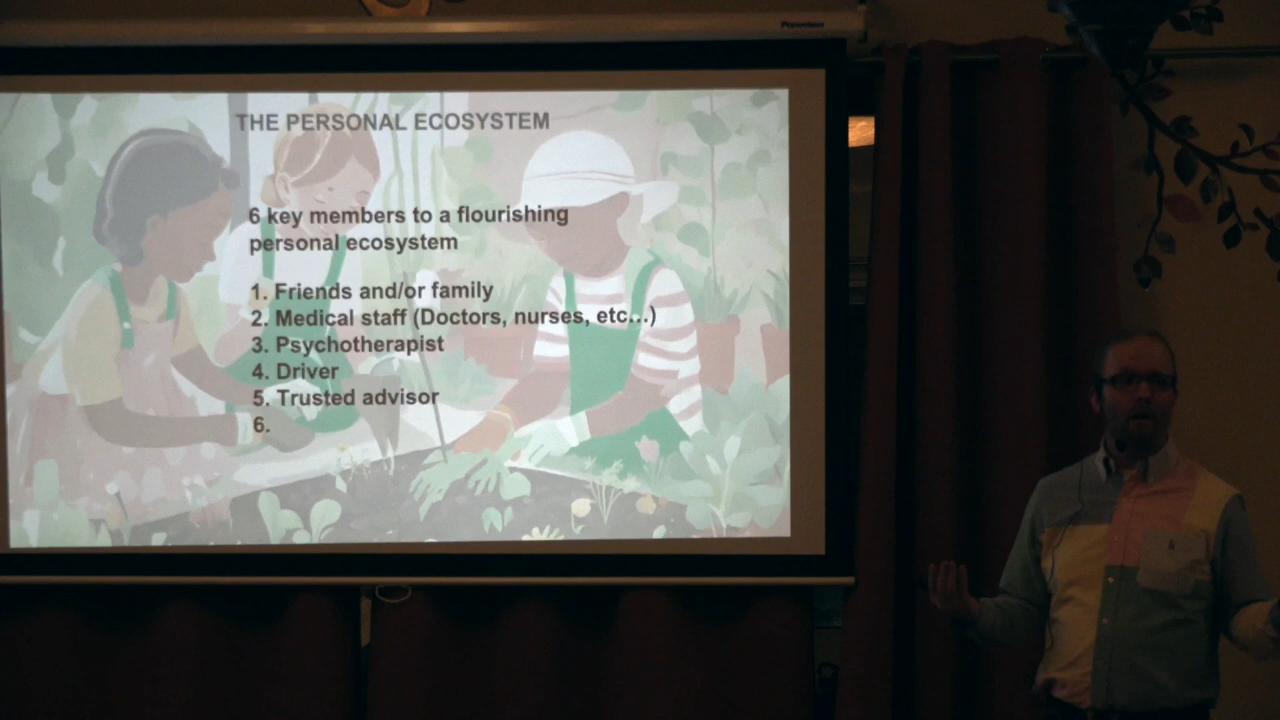 THE PERSONAL ECOSYSTEM
6 key members to a flourishing
personal ecosystem
1. Friends and/or family
2. Medical staff (Doctors, nurses, etc...)
3. Psychotherapist
4. Driver
5. Trusted advisor
6.